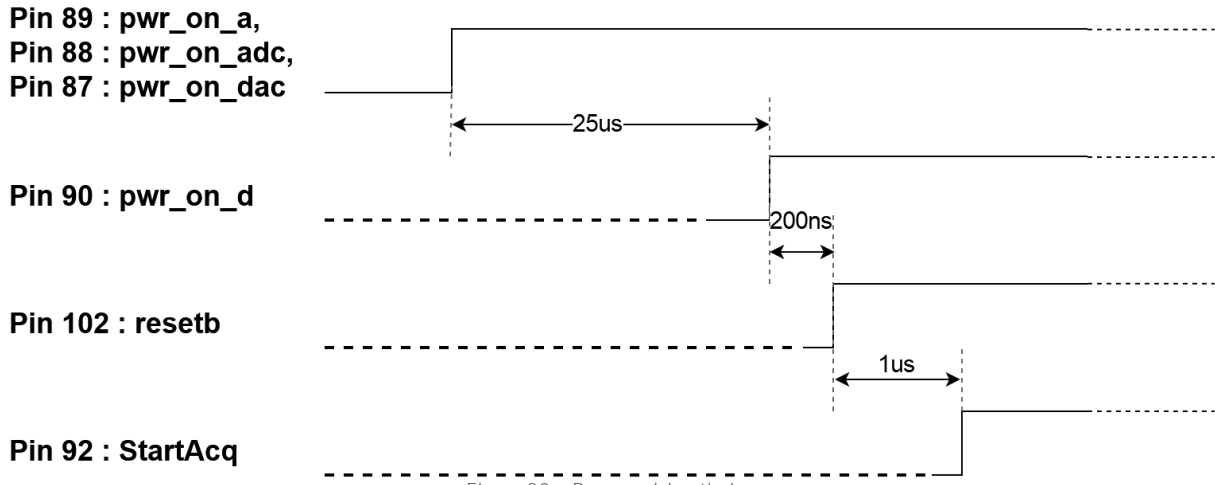 Pin 89 : pwr_on_a,
Pin 88 : pwr_on_adc,
Pin 87 : pwr_on_dac
25us
Pin 90 : pwr_on_d
200ns
Pin 102 : resetb
1us
Pin 92 : StartAcq